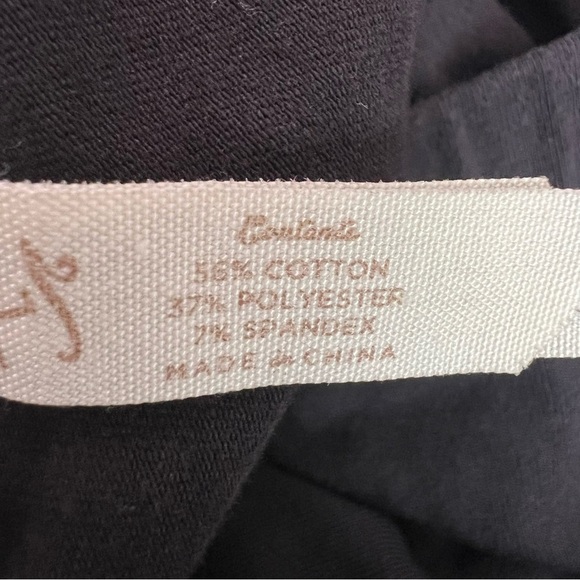 Contents
56% COTTON
37% POLYESTER
7% SPANDEX
MADE in CHINA